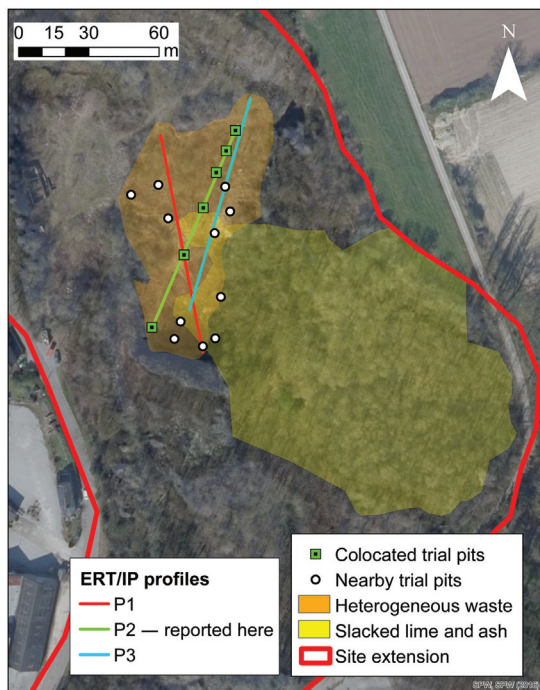 0 15 30 60
m
N
ERT/IP profiles
P1
P2 — reported here
P3
Colocated trial pits
Nearby trial pits
Heterogeneous waste
Slacked lime and ash
Site extension
SPW, SPW (2016)